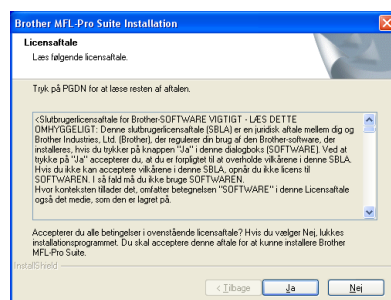 Brother MFL-Pro Suite Installation
Licensaftale
Læs følgende licensaftale.
Tryk på PGDN for at læse resten af aftalen.
<Slutbrugerlicensaftale for Brother-SOFTWARE VIGTIGT - LÆS DETTE
OMHYGGELIGT: Denne slutbrugerlicensaftale (SBLA) er en juridisk aftale mellem dig og
Brother Industries, Ltd. (Brother), der regulerer din brug af den Brother-software, der
installeres, hvis du trykker på knappen "Ja" i denne dialogboks (SOFTWARE). Ved at
trykke på "Ja" accepterer du, at du er forpligtet til at overholde vilkårene i denne SBLA.
Hvis du ikke kan acceptere vilkårene i denne SBLA, opnår du ikke licens til
SOFTWAREN. I så fald må du ikke bruge SOFTWAREN.
Hvor konteksten tillader det, omfatter betegnelsen "SOFTWARE" i denne Licensaftale
også det medie, som den er lagret på.
Accepterer du alle betingelser i ovenstående licensaftale? Hvis du vælger Nej, lukkes
installationsprogrammet. Du skal acceptere denne aftale for at kunne installere Brother
MFL-Pro Suite.
InstallShield
< Tilbage Ja Nej